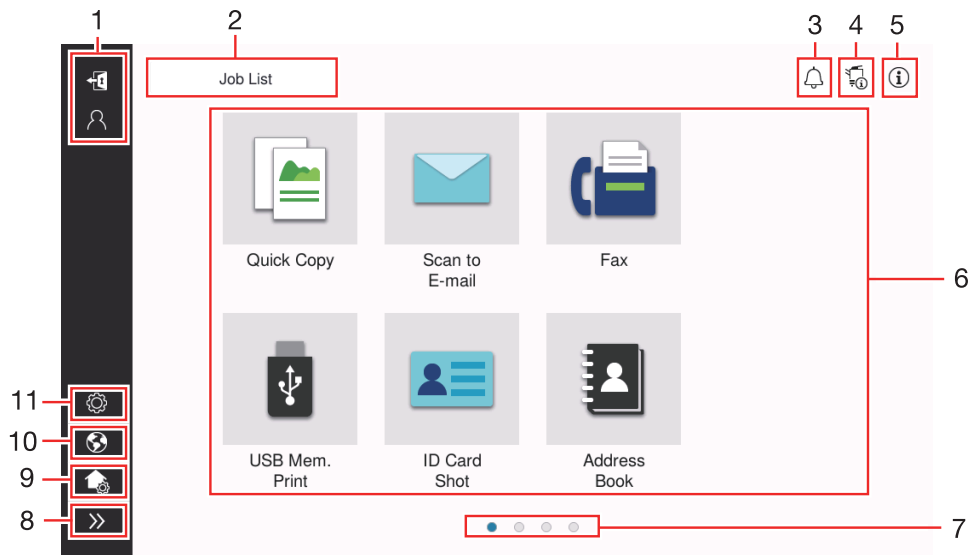 1
2
3
4
5
Job List
Quick Copy
Scan to
E-mail
Fax
6
USB Mem.
Print
ID Card
Shot
Address
Book
11
10
9
8
7